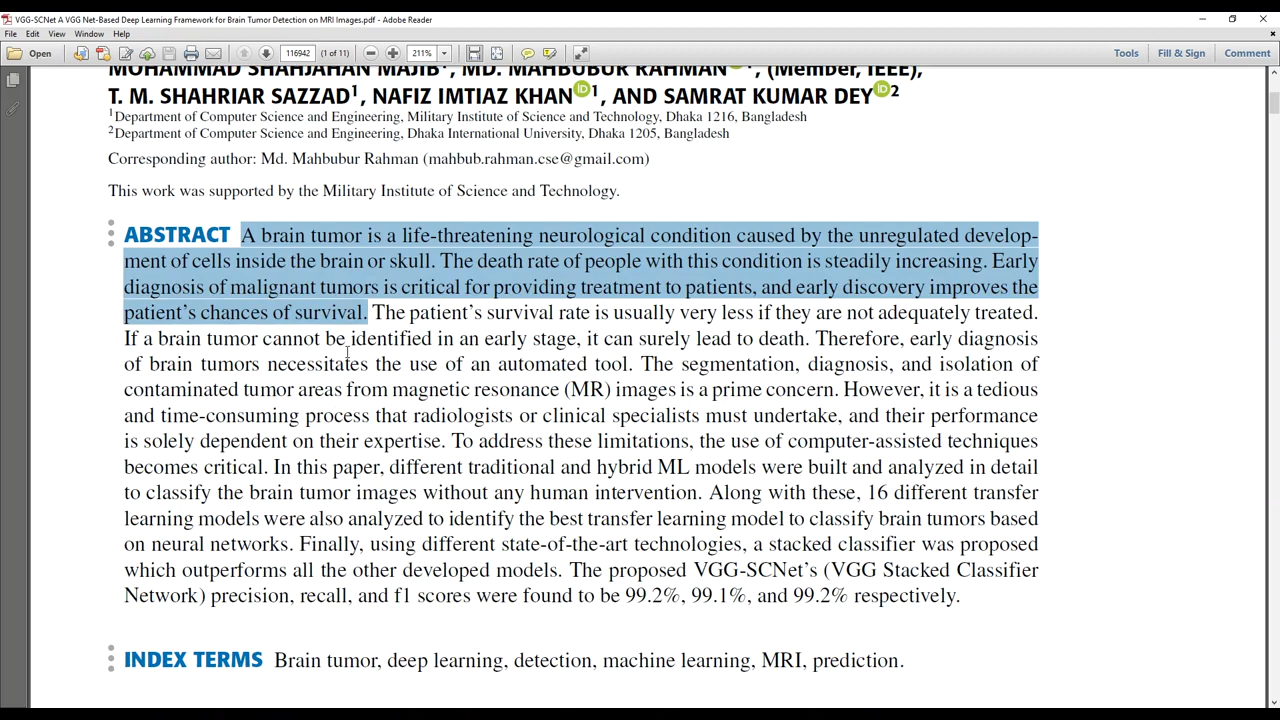 VGG-SCNet A VGG Net-Based Deep Learning Framework for Brain Tumor Detection on MRI Images.pdf - Adobe Reader
File Edit View Window Help
Open 116942 (1 of 11) 211% Tools Fill & Sign Comment
MOHAMMAD SHAHJAHAN MAJIB1, MD. MAHBUBUR RAHMAN 1, (Member, IEEE),
T. M. SHAHRIAR SAZZAD1, NAFIZ IMTIAZ KHAN iD 1, AND SAMRAT KUMAR DEY iD 2
1Department of Computer Science and Engineering, Military Institute of Science and Technology, Dhaka 1216, Bangladesh
2Department of Computer Science and Engineering, Dhaka International University, Dhaka 1205, Bangladesh
Corresponding author: Md. Mahbubur Rahman (mahbub.rahman.cse@gmail.com)
This work was supported by the Military Institute of Science and Technology.
ABSTRACT A brain tumor is a life-threatening neurological condition caused by the unregulated develop-
ment of cells inside the brain or skull. The death rate of people with this condition is steadily increasing. Early
diagnosis of malignant tumors is critical for providing treatment to patients, and early discovery improves the
patient's chances of survival. The patient's survival rate is usually very less if they are not adequately treated.
If a brain tumor cannot be identified in an early stage, it can surely lead to death. Therefore, early diagnosis
of brain tumors necessitates the use of an automated tool. The segmentation, diagnosis, and isolation of
contaminated tumor areas from magnetic resonance (MR) images is a prime concern. However, it is a tedious
and time-consuming process that radiologists or clinical specialists must undertake, and their performance
is solely dependent on their expertise. To address these limitations, the use of computer-assisted techniques
becomes critical. In this paper, different traditional and hybrid ML models were built and analyzed in detail
to classify the brain tumor images without any human intervention. Along with these, 16 different transfer
learning models were also analyzed to identify the best transfer learning model to classify brain tumors based
on neural networks. Finally, using different state-of-the-art technologies, a stacked classifier was proposed
which outperforms all the other developed models. The proposed VGG-SCNet's (VGG Stacked Classifier
Network) precision, recall, and f1 scores were found to be 99.2%, 99.1%, and 99.2% respectively.
INDEX TERMS Brain tumor, deep learning, detection, machine learning, MRI, prediction.